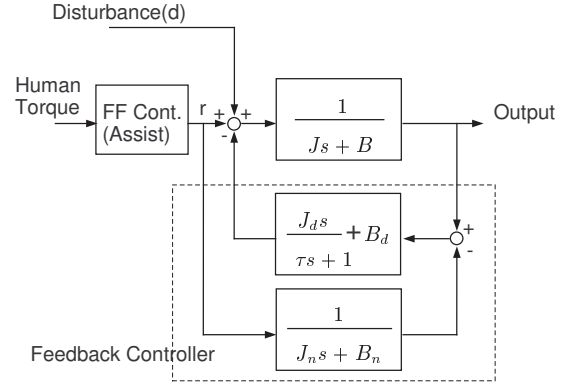 Disturbance(d)
Human
Torque
FF Cont.
(Assist)
r
+
+
-
1
Js + B
Output
J_d s
τs + 1
+ B_d
+
-
1
J_n s + B_n
Feedback Controller